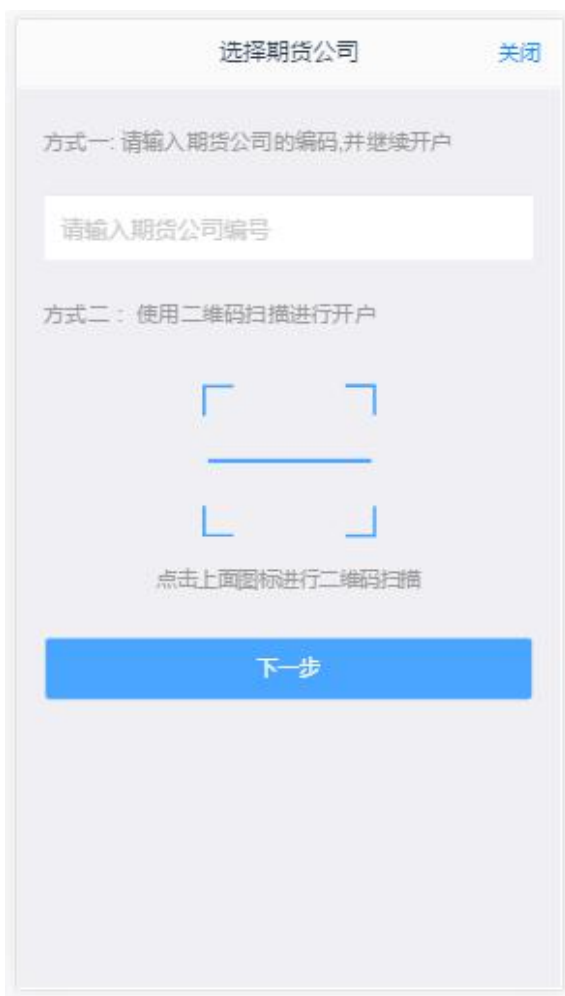 选择期货公司 关闭
方式一: 请输入期货公司的编码,并继续开户
请输入期货公司编号
方式二： 使用二维码扫描进行开户
点击上面图标进行二维码扫描
下一步